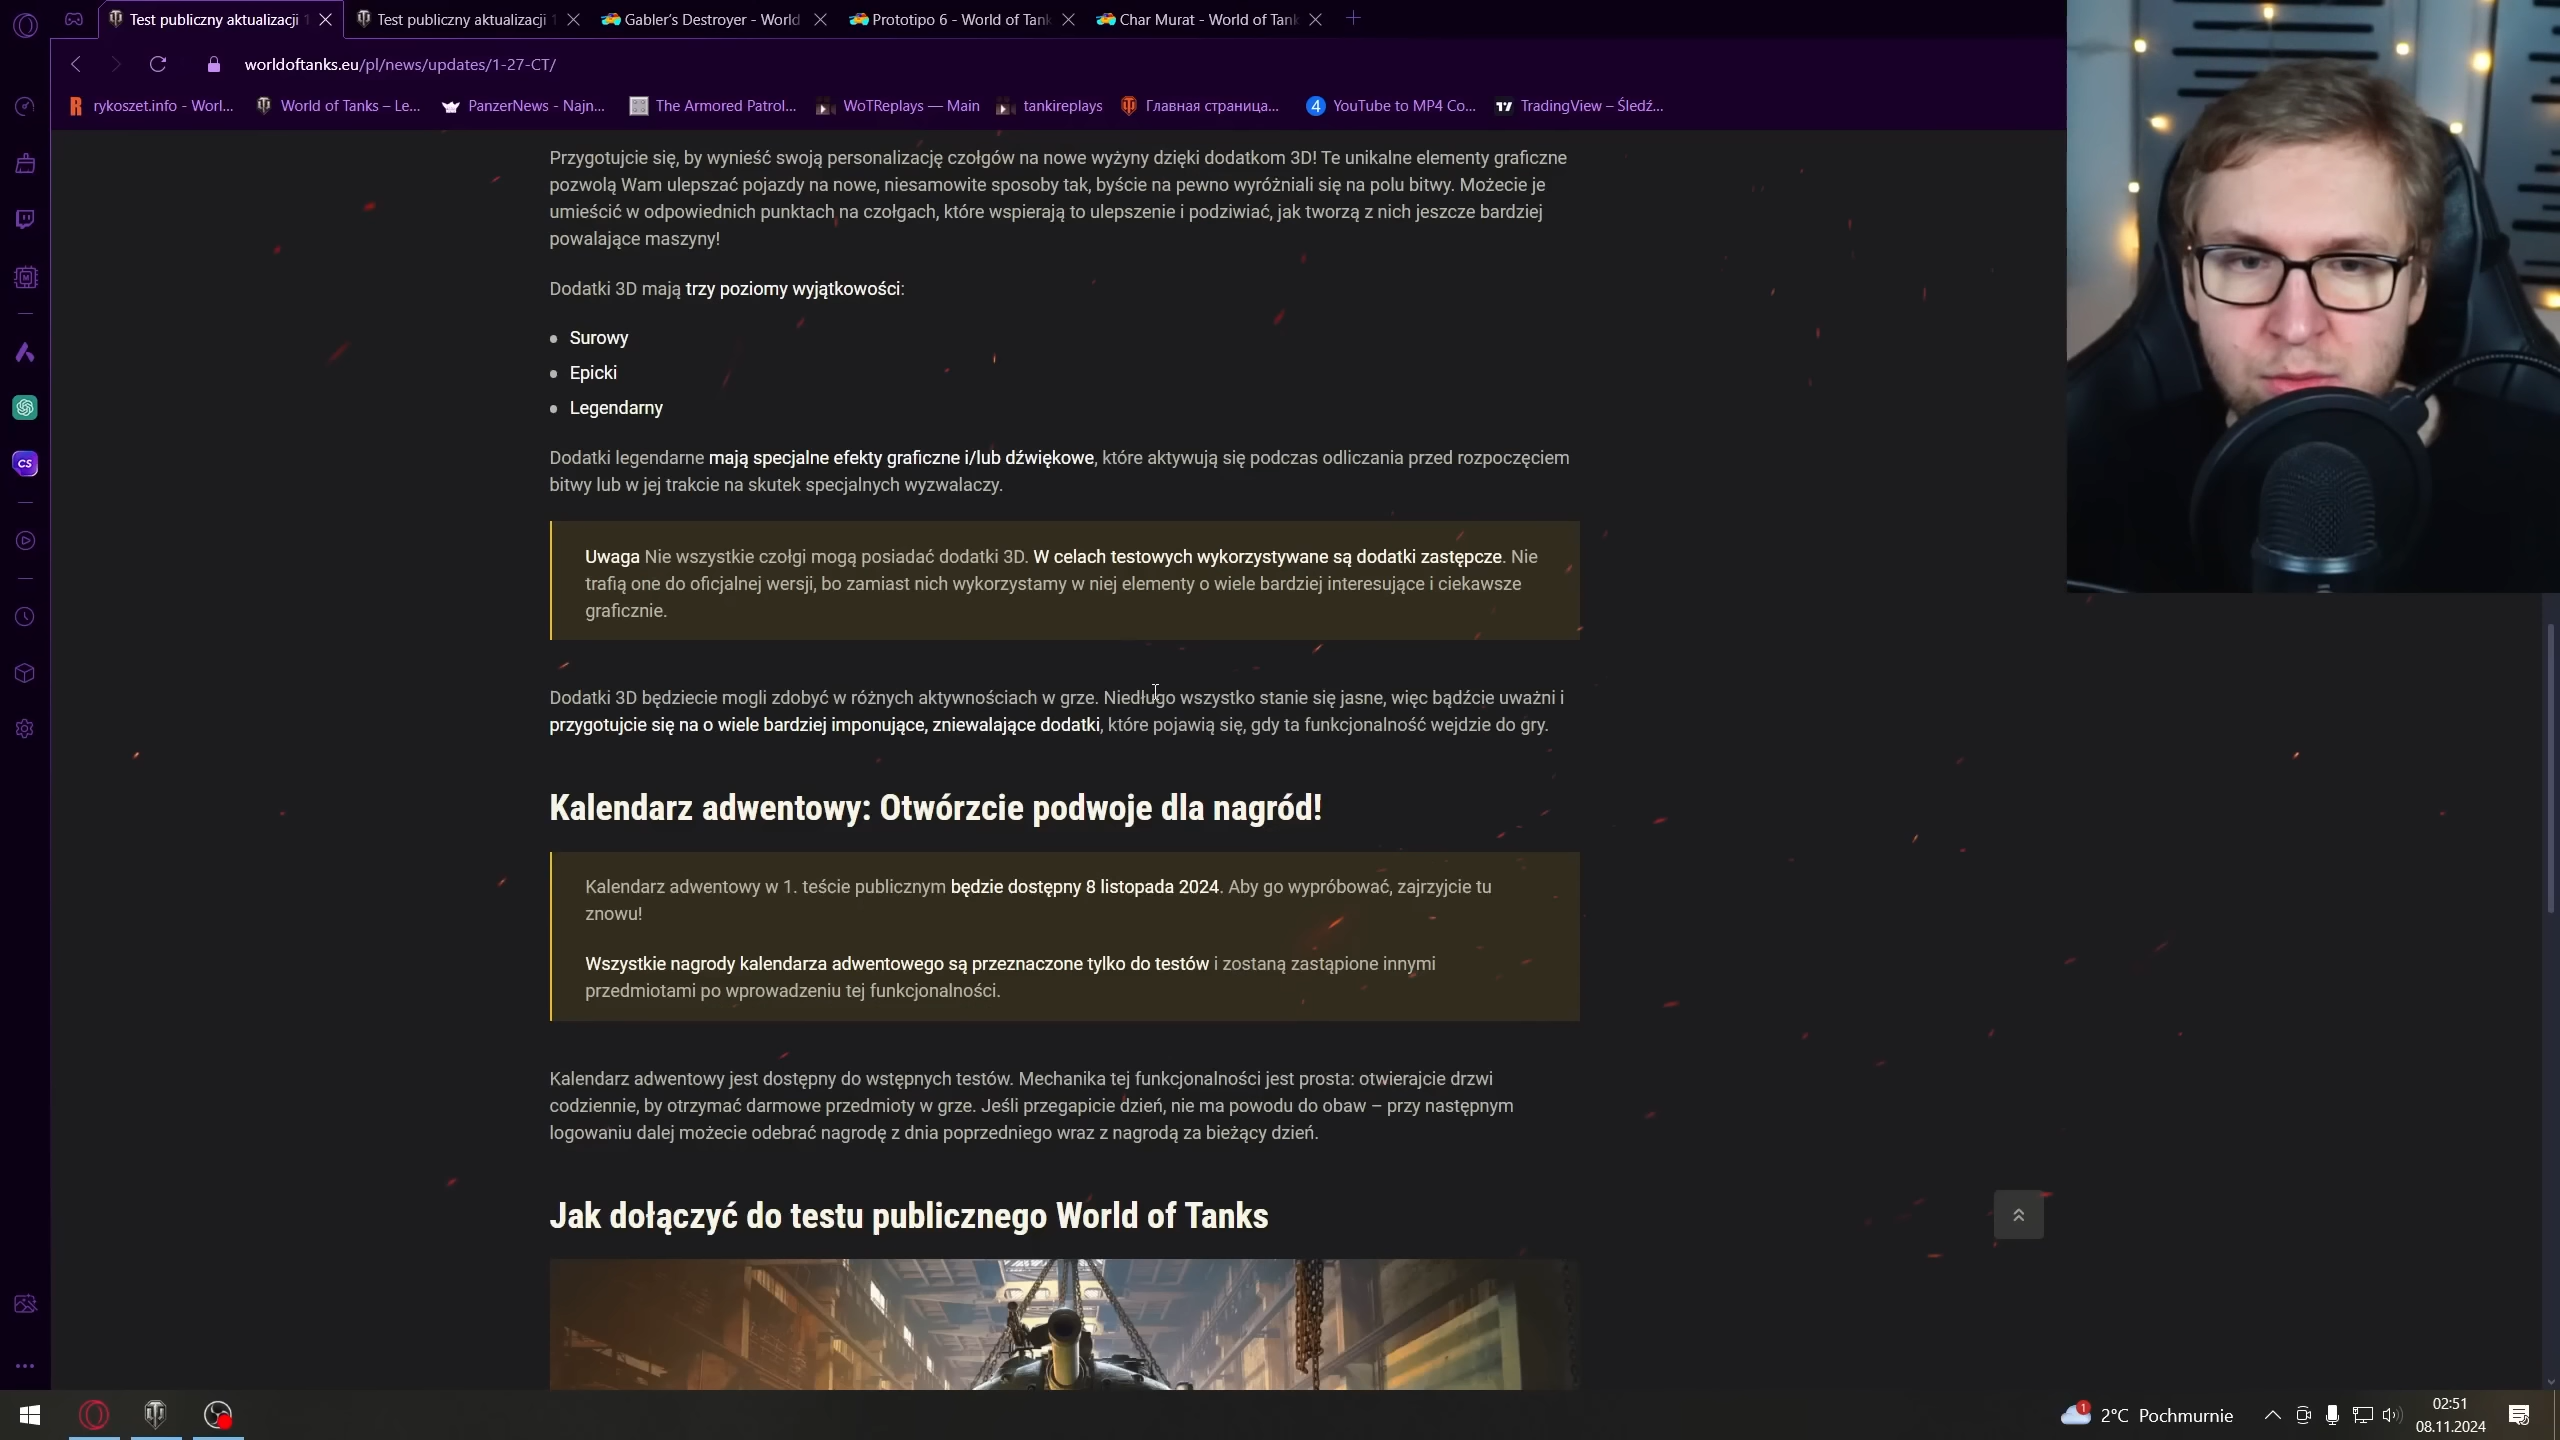 Test publiczny aktualizacji 1
Test publiczny aktualizacji 1
Gabler's Destroyer - World
Prototipo 6 - World of Tank
Char Murat - World of Tank
worldoftanks.eu/pl/news/updates/1-27-CT/
rykoszet.info - Worl...
World of Tanks – Le...
PanzerNews - Najn...
The Armored Patrol...
WoTReplays — Main
tankireplays
Главная страница...
4
YouTube to MP4 Co...
TradingView – Śledź...
Przygotujcie się, by wynieść swoją personalizację czołgów na nowe wyżyny dzięki dodatkom 3D! Te unikalne elementy graficzne
pozwolą Wam ulepszać pojazdy na nowe, niesamowite sposoby tak, byście na pewno wyróżniali się na polu bitwy. Możecie je
umieścić w odpowiednich punktach na czołgach, które wspierają to ulepszenie i podziwiać, jak tworzą z nich jeszcze bardziej
powalające maszyny!
Dodatki 3D mają trzy poziomy wyjątkowości:
Surowy
Epicki
Legendarny
CS
Dodatki legendarne mają specjalne efekty graficzne i/lub dźwiękowe, które aktywują się podczas odliczania przed rozpoczęciem
bitwy lub w jej trakcie na skutek specjalnych wyzwalaczy.
Uwaga Nie wszystkie czołgi mogą posiadać dodatki 3D. W celach testowych wykorzystywane są dodatki zastępcze. Nie
trafią one do oficjalnej wersji, bo zamiast nich wykorzystamy w niej elementy o wiele bardziej interesujące i ciekawsze
graficznie.
Dodatki 3D będziecie mogli zdobyć w różnych aktywnościach w grze. Niedługo wszystko stanie się jasne, więc bądźcie uważni i
przygotujcie się na o wiele bardziej imponujące, zniewalające dodatki, które pojawią się, gdy ta funkcjonalność wejdzie do gry.
Kalendarz adwentowy: Otwórzcie podwoje dla nagród!
Kalendarz adwentowy w 1. teście publicznym będzie dostępny 8 listopada 2024. Aby go wypróbować, zajrzyjcie tu
znowu!
Wszystkie nagrody kalendarza adwentowego są przeznaczone tylko do testów i zostaną zastąpione innymi
przedmiotami po wprowadzeniu tej funkcjonalności.
Kalendarz adwentowy jest dostępny do wstępnych testów. Mechanika tej funkcjonalności jest prosta: otwierajcie drzwi
codziennie, by otrzymać darmowe przedmioty w grze. Jeśli przegapicie dzień, nie ma powodu do obaw – przy następnym
logowaniu dalej możecie odebrać nagrodę z dnia poprzedniego wraz z nagrodą za bieżący dzień.
Jak dołączyć do testu publicznego World of Tanks
1
2°C Pochmurnie
02:51
08.11.2024